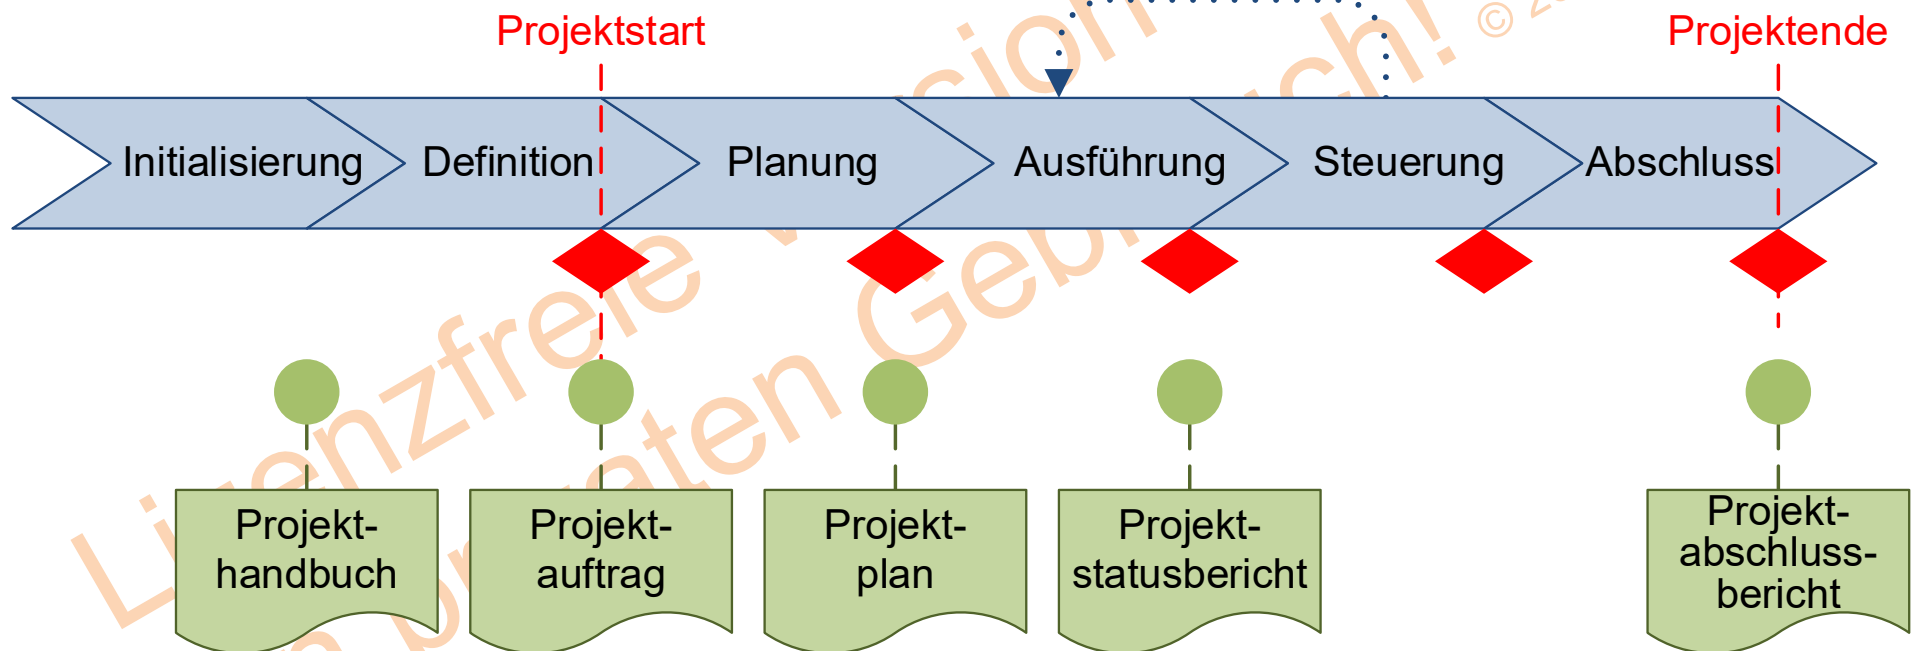 Projektstart
Projektende
Initialisierung
Definition
Planung
Ausführung
Steuerung
Abschluss
Projekt-
handbuch
Projekt-
auftrag
Projekt-
plan
Projekt-
statusbericht
Projekt-
abschluss-
bericht
Lizenzfreie